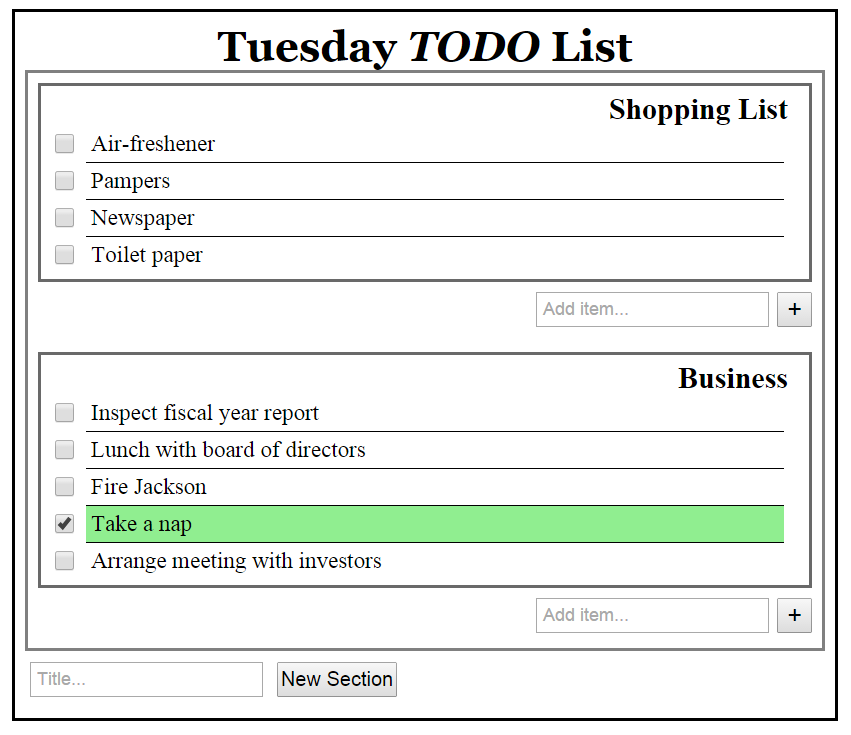 Tuesday TODO List
Shopping List
Air-freshener
Pampers
Newspaper
Toilet paper
Add item...
+
Business
Inspect fiscal year report
Lunch with board of directors
Fire Jackson
Take a nap
Arrange meeting with investors
Add item...
+
Title...
New Section